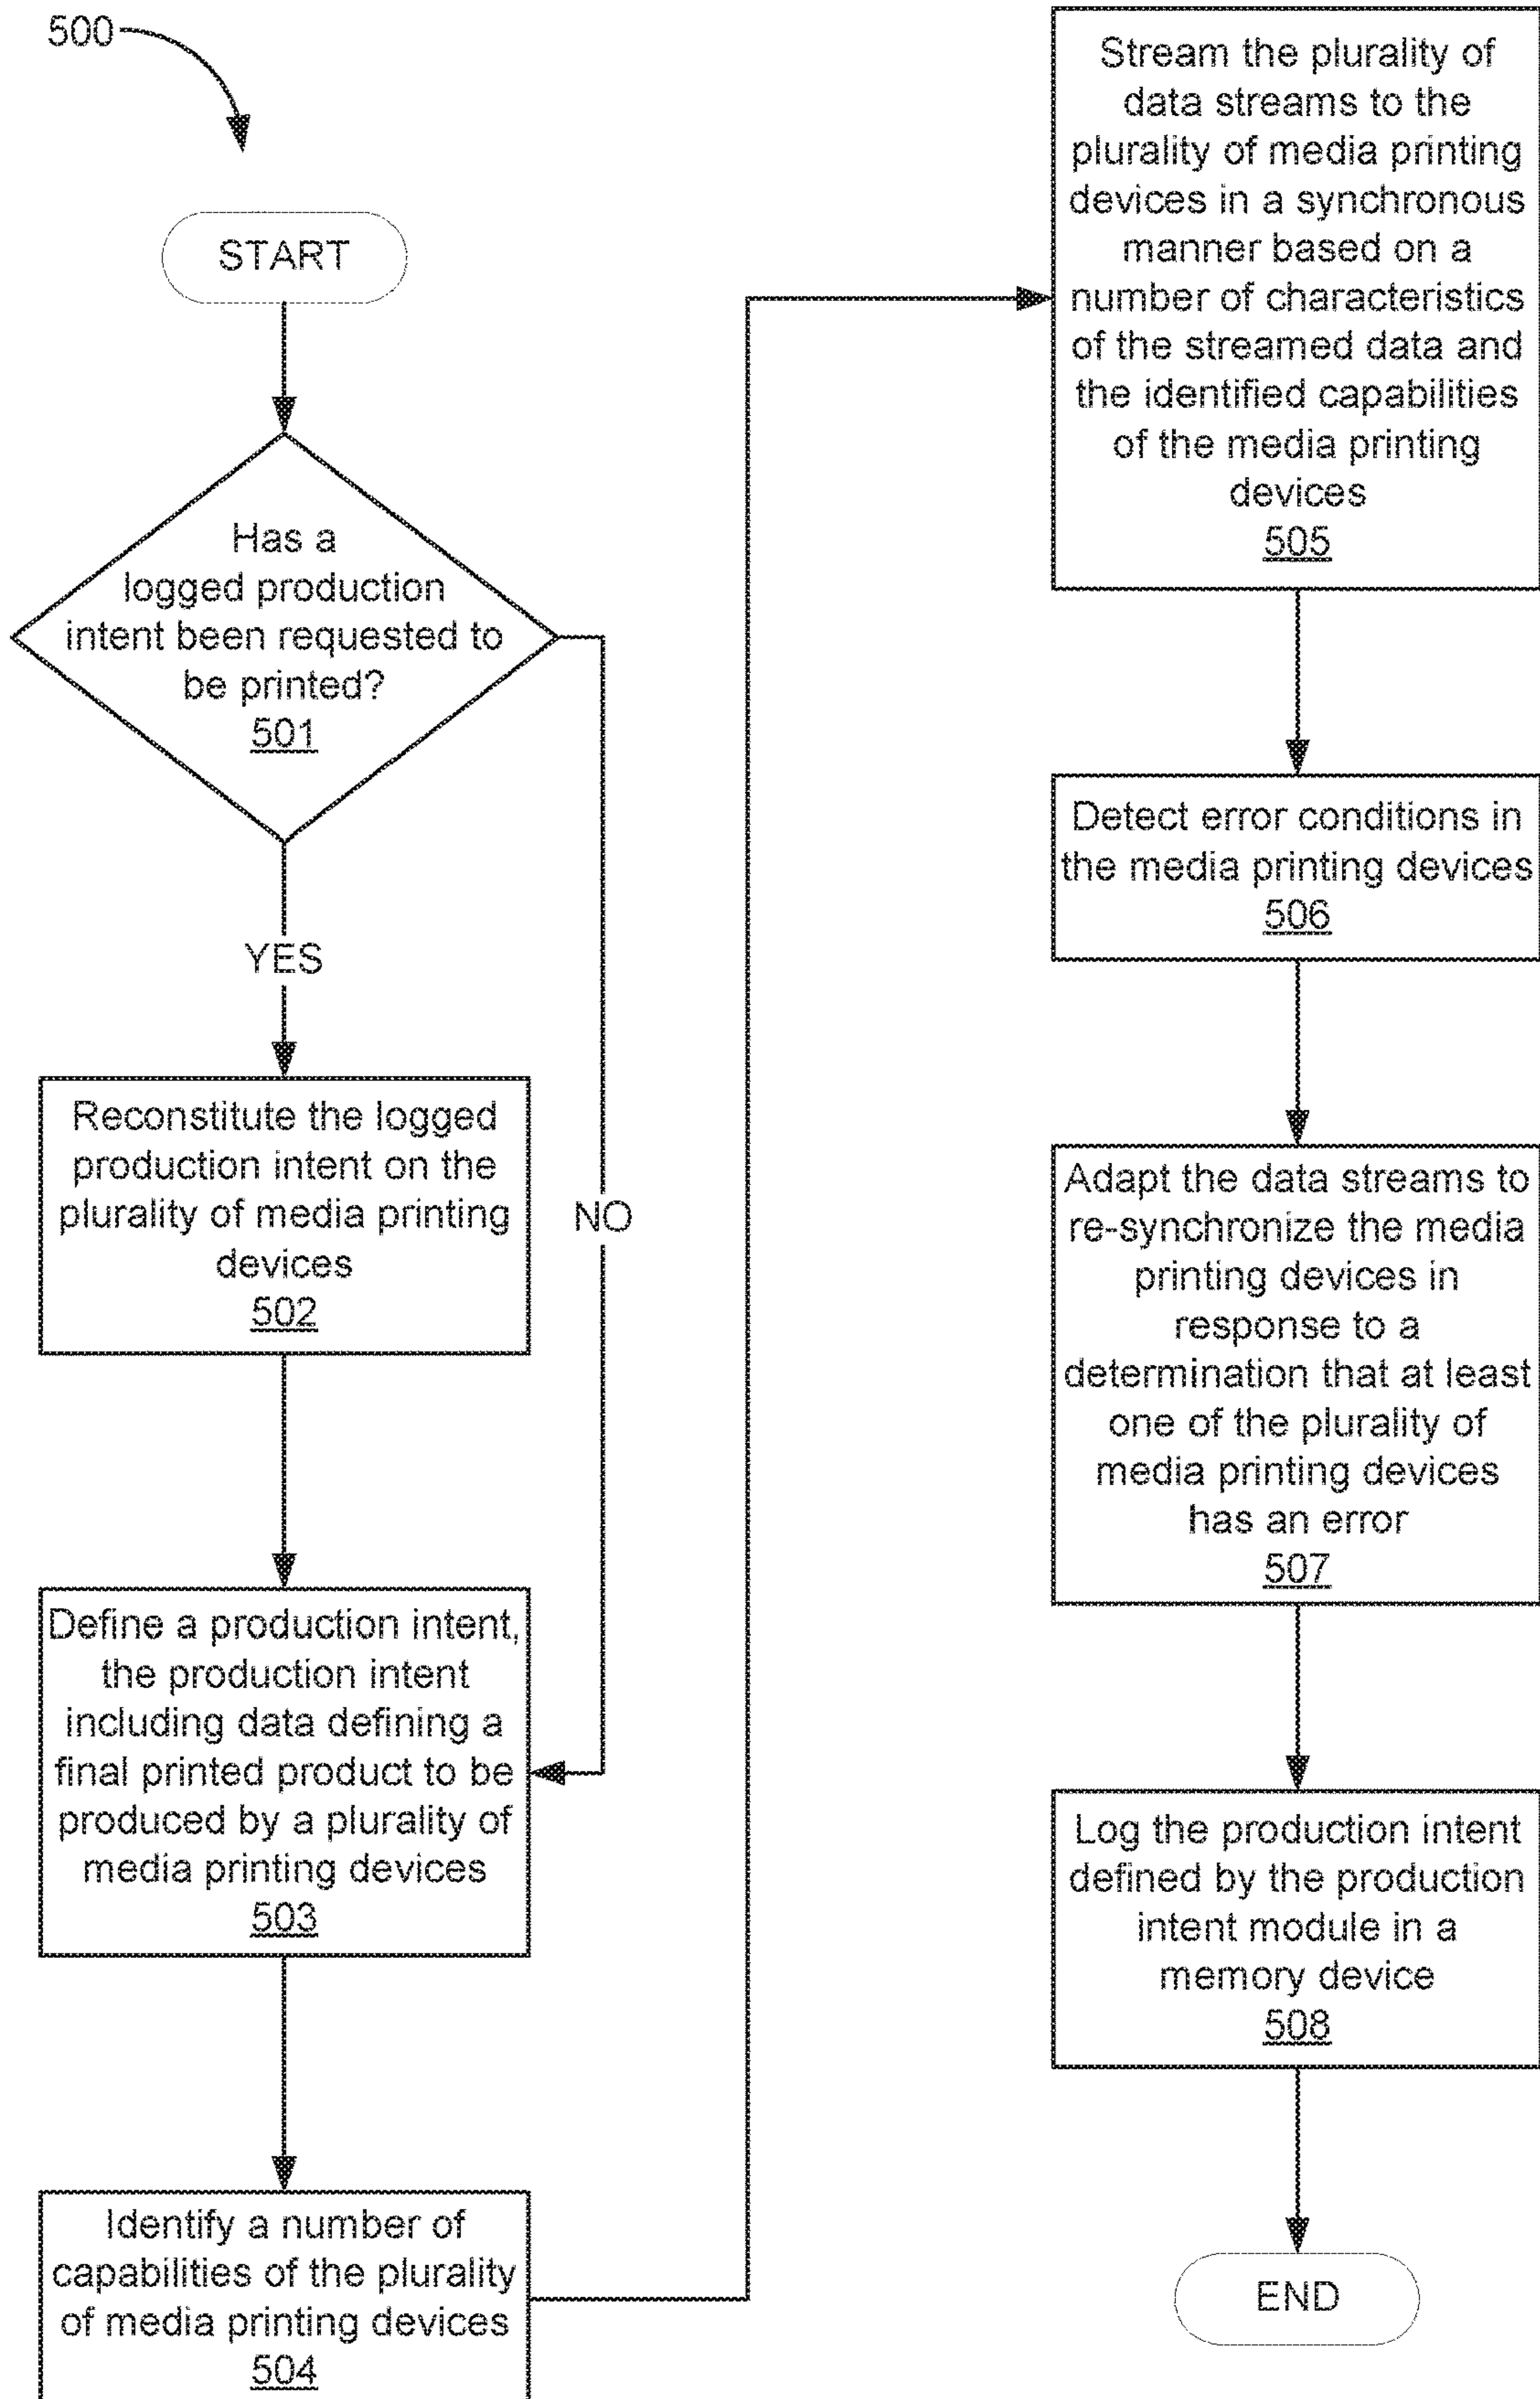 500
START
Has a
logged production
intent been requested to
be printed?
501
YES
NO
Reconstitute the logged
production intent on the
plurality of media printing
devices
502
Define a production intent,
the production intent
including data defining a
final printed product to be
produced by a plurality of
media printing devices
503
Identify a number of
capabilities of the plurality
of media printing devices
504
Stream the plurality of
data streams to the
plurality of media printing
devices in a synchronous
manner based on a
number of characteristics
of the streamed data and
the identified capabilities
of the media printing
devices
505
Detect error conditions in
the media printing devices
506
Adapt the data streams to
re-synchronize the media
printing devices in
response to a
determination that at least
one of the plurality of
media printing devices
has an error
507
Log the production intent
defined by the production
intent module in a
memory device
508
END